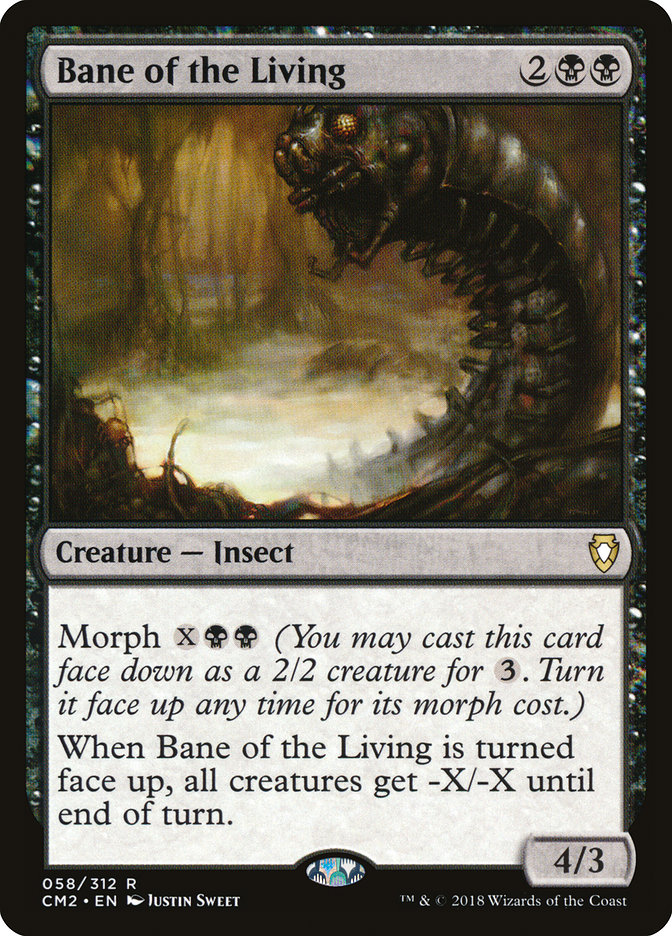 Bane of the Living 2
Creature — Insect
Morph X (You may cast this card
face down as a 2/2 creature for 3. Turn
it face up any time for its morph cost.)
When Bane of the Living is turned
face up, all creatures get -X/-X until
end of turn.
4/3
058/312 R
CM2 • EN Justin Sweet
™ & © 2018 Wizards of the Coast